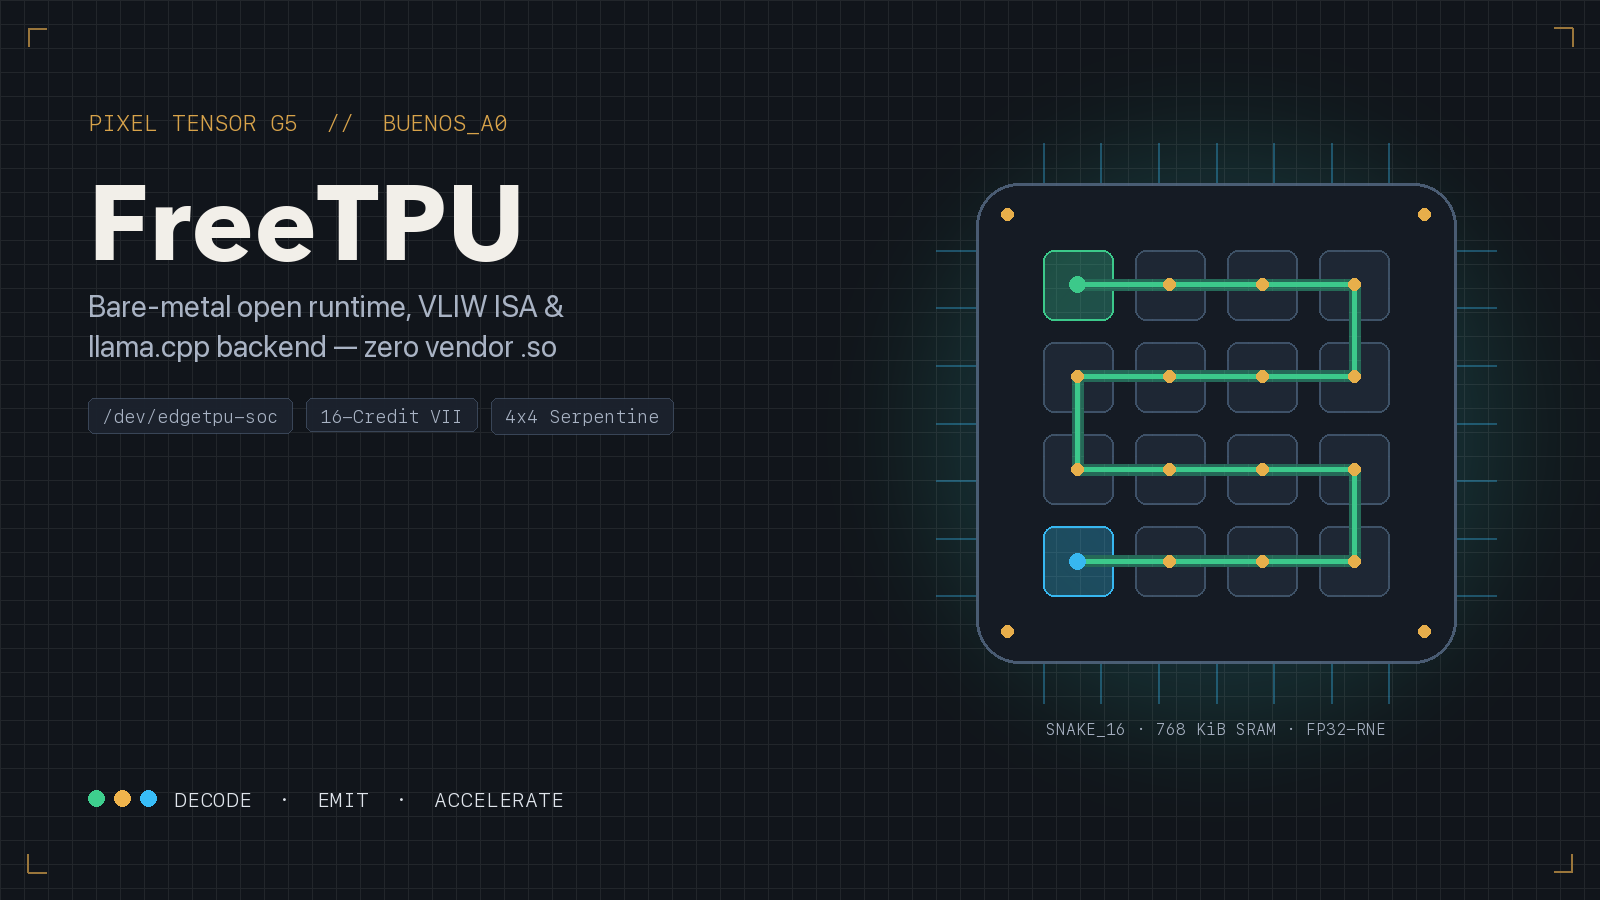 PIXEL TENSOR G5 // BUENOS_A0
FreeTPU
Bare-metal open runtime, VLIW ISA &
llama.cpp backend — zero vendor .so
/dev/edgetpu-soc
16–Credit VII
4x4 Serpentine
SNAKE_16 · 768 KiB SRAM · FP32–RNE
DECODE · EMIT · ACCELERATE